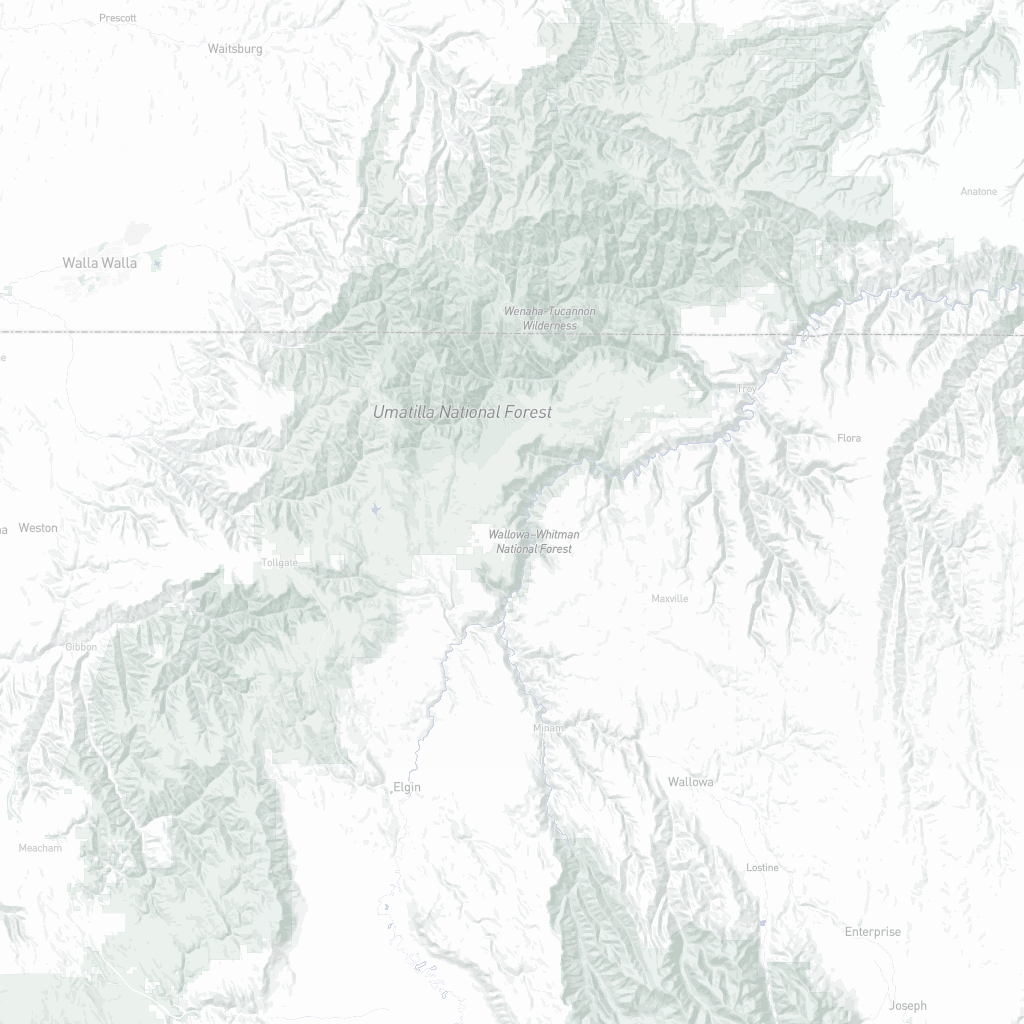 Prescott
Waitsburg
Anatone
Walla Walla
Wenaha-Tucannon
Wilderness
Troy
Umatilla National Forest
Flora
Weston
Wallowa-Whitman
National Forest
Tollgate
Maxville
Gibbon
Minam
Wallowa
Elgin
Meacham
Lostine
Enterprise
Joseph